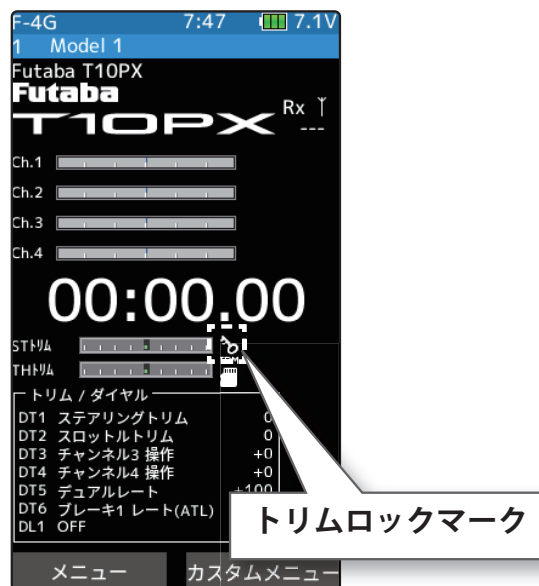 F-4G 7:47 7.1V
1 Model 1
Futaba T10PX
Futaba
T10PX
Rx
---
Ch.1
Ch.2
Ch.3
Ch.4
00:00.00
STﾄﾘﾑ
THﾄﾘﾑ
トリム / ダイヤル
DT1 ステアリングトリム 0
DT2 スロットルトリム 0
DT3 チャンネル3 操作 +0
DT4 チャンネル4 操作 +0
DT5 デュアルレート +100
DT6 ブレーキ1 レート(ATL)
DL1 OFF
トリムロックマーク
メニュー カスタムメニュー